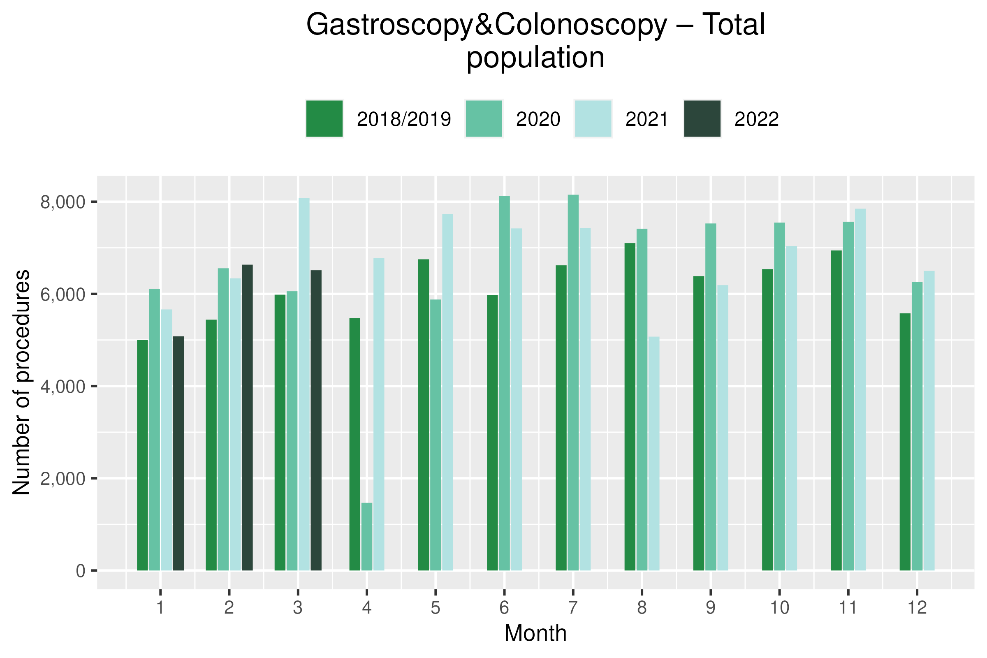 Gastroscopy&Colonoscopy – Total
population
2018/2019 2020 2021 2022
8,000
6,000
4,000
2,000
0
Number of procedures
1 2 3 4 5 6 7 8 9 10 11 12
Month